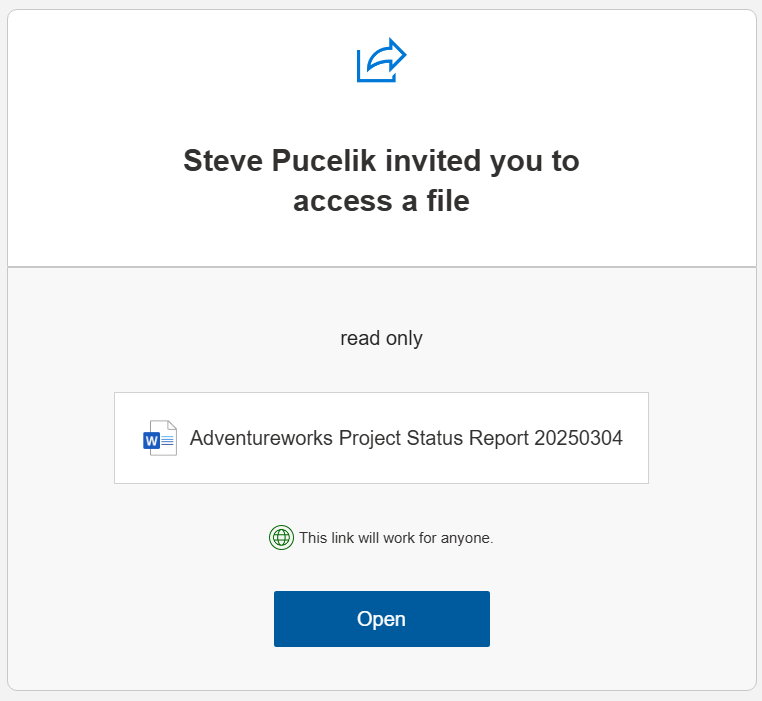 Steve Pucelik invited you to
access a file
read only
W
Adventureworks Project Status Report 20250304
This link will work for anyone.
Open